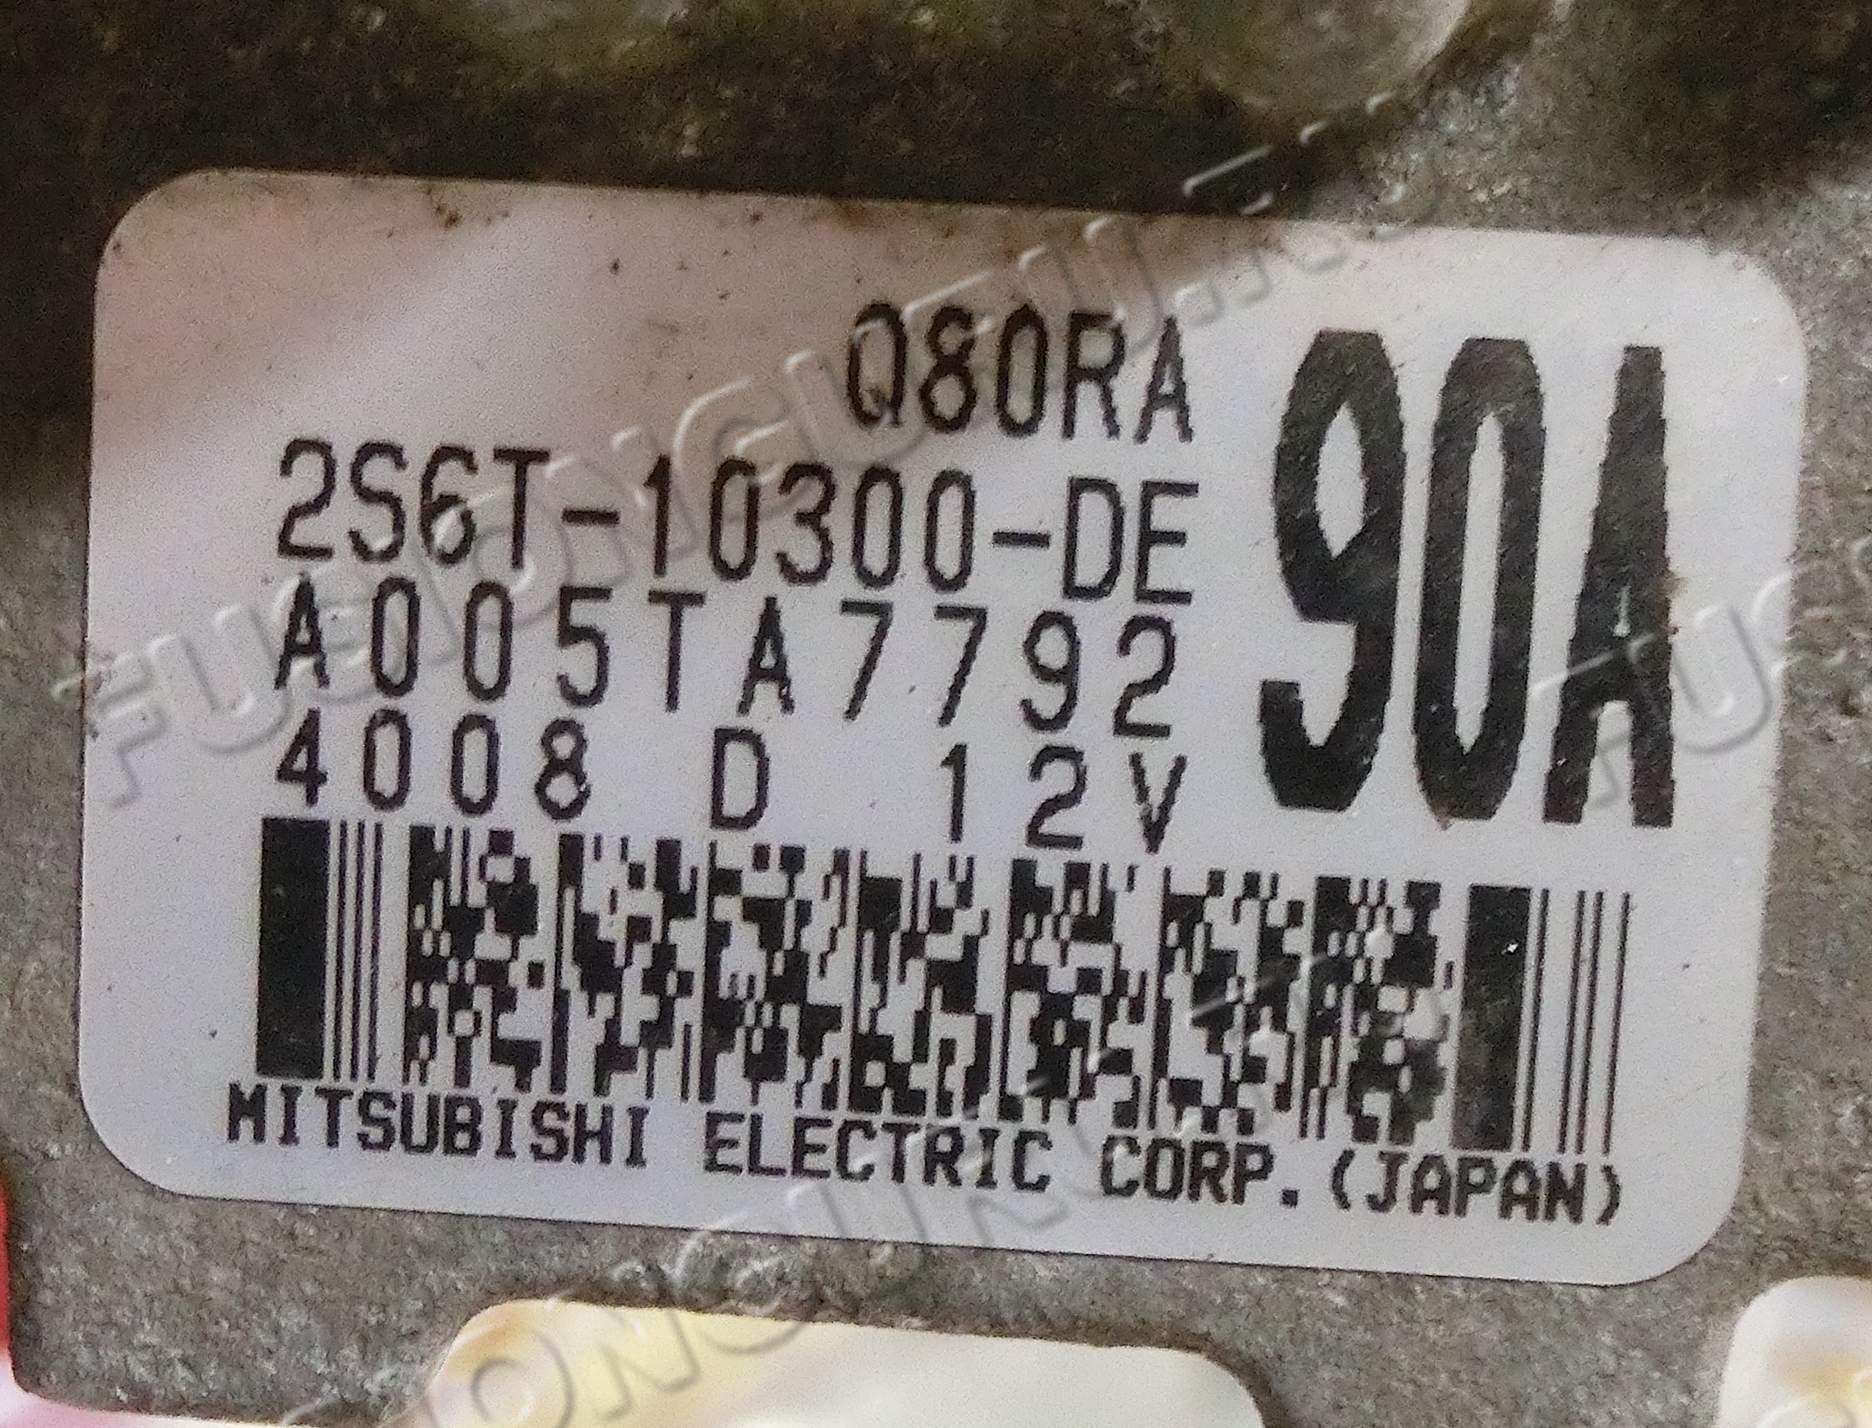 Q80RA
90A
2S6T-10300-DE
A005TA7792
4008 D 12V
MITSUBISHI ELECTRIC CORP.(JAPAN)